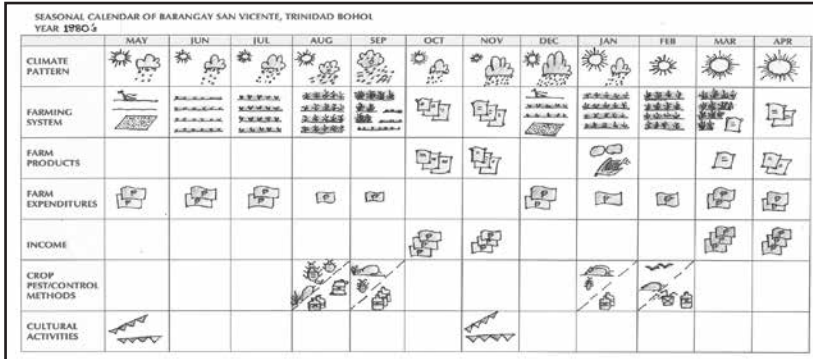 SEASONAL CALENDAR OF BARANGAY SAN VICENTE, TRINIDAD BOHOL
YEAR 1980's
MAY JUN JUL AUG SEP OCT NOV DEC JAN FEB MAR APR
CLIMATE
PATTERN
FARMING
SYSTEM
FARM
PRODUCTS
FARM
EXPENDITURES
P P P P P P P P P P P P P P
INCOME
P P P P P P
CROP
PEST/CONTROL
METHODS
CULTURAL
ACTIVITIES